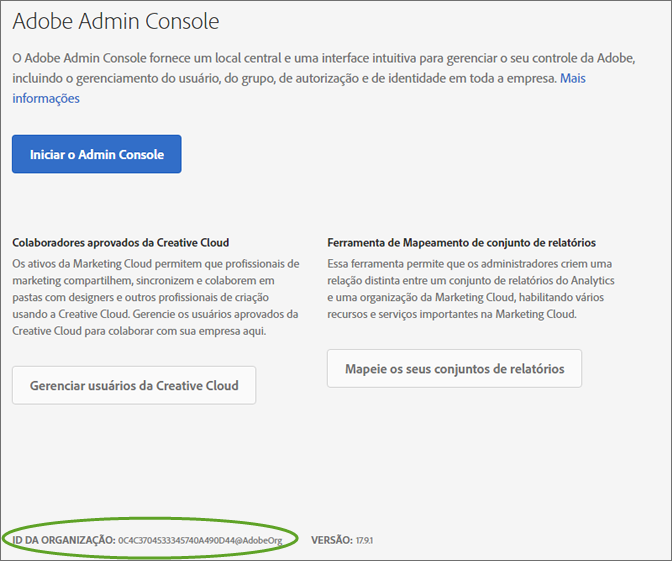 Adobe Admin Console
O Adobe Admin Console fornece um local central e uma interface intuitiva para gerenciar o seu controle da Adobe,
incluindo o gerenciamento do usuário, do grupo, de autorização e de identidade em toda a empresa. Mais
informações
Iniciar o Admin Console
Colaboradores aprovados da Creative Cloud
Os ativos da Marketing Cloud permitem que profissionais de
marketing compartilhem, sincronizem e colaborem em
pastas com designers e outros profissionais de criação
usando a Creative Cloud. Gerencie os usuários aprovados da
Creative Cloud para colaborar com sua empresa aqui.
Gerenciar usuários da Creative Cloud
Ferramenta de Mapeamento de conjunto de relatórios
Essa ferramenta permite que os administradores criem uma
relação distinta entre um conjunto de relatórios do Analytics
e uma organização da Marketing Cloud, habilitando vários
recursos e serviços importantes na Marketing Cloud.
Mapeie os seus conjuntos de relatórios
ID DA ORGANIZAÇÃO: 0C4C3704533345740A490D44@AdobeOrg VERSÃO: 17.9.1